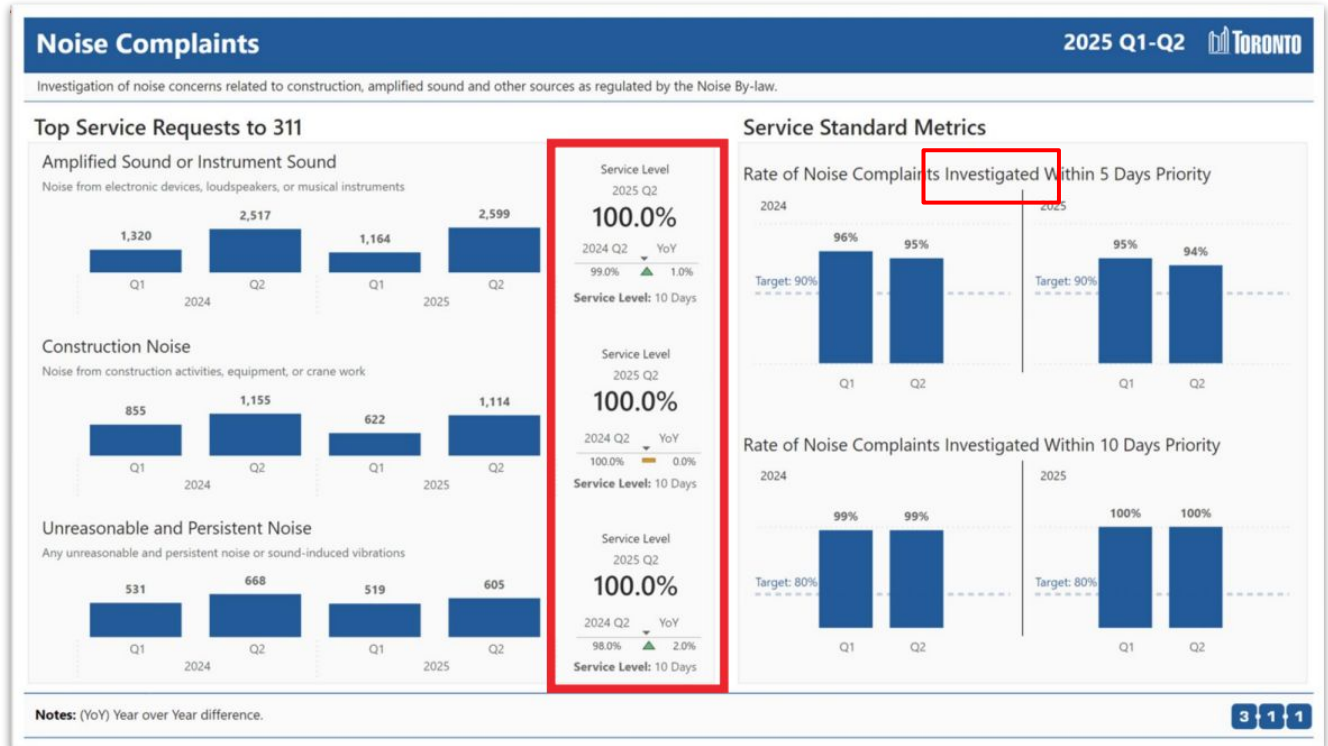 Noise Complaints
2025 Q1-Q2 TORONTO
Investigation of noise concerns related to construction, amplified sound and other sources as regulated by the Noise By-law.
Top Service Requests to 311
Amplified Sound or Instrument Sound
Noise from electronic devices, loudspeakers, or musical instruments
1,320 2,517 1,164 2,599
Q1 Q2 Q1 Q2
2024 2025
Service Level
2025 Q2
100.0%
2024 Q2 YoY
99.0% 1.0%
Service Level: 10 Days
Construction Noise
Noise from construction activities, equipment, or crane work
855 1,155 622 1,114
Q1 Q2 Q1 Q2
2024 2025
Service Level
2025 Q2
100.0%
2024 Q2 YoY
100.0% 0.0%
Service Level: 10 Days
Unreasonable and Persistent Noise
Any unreasonable and persistent noise or sound-induced vibrations
531 668 519 605
Q1 Q2 Q1 Q2
2024 2025
Service Level
2025 Q2
100.0%
2024 Q2 YoY
98.0% 2.0%
Service Level: 10 Days
Service Standard Metrics
Rate of Noise Complaints Investigated Within 5 Days Priority
2024 2025
96% 95% 95% 94%
Target: 90% Target: 90%
Q1 Q2 Q1 Q2
Rate of Noise Complaints Investigated Within 10 Days Priority
2024 2025
99% 99% 100% 100%
Target: 80% Target: 80%
Q1 Q2 Q1 Q2
Notes: (YoY) Year over Year difference.
3 1 1